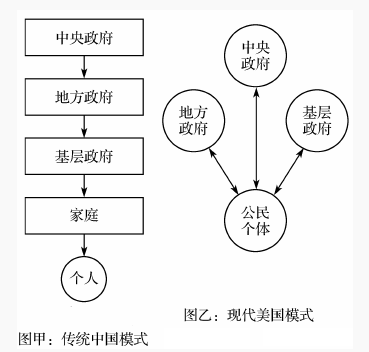 中央政府
地方政府
基层政府
家庭
个人
图甲：传统中国模式
中央
政府
地方
政府
基层
政府
公民
个体
图乙：现代美国模式